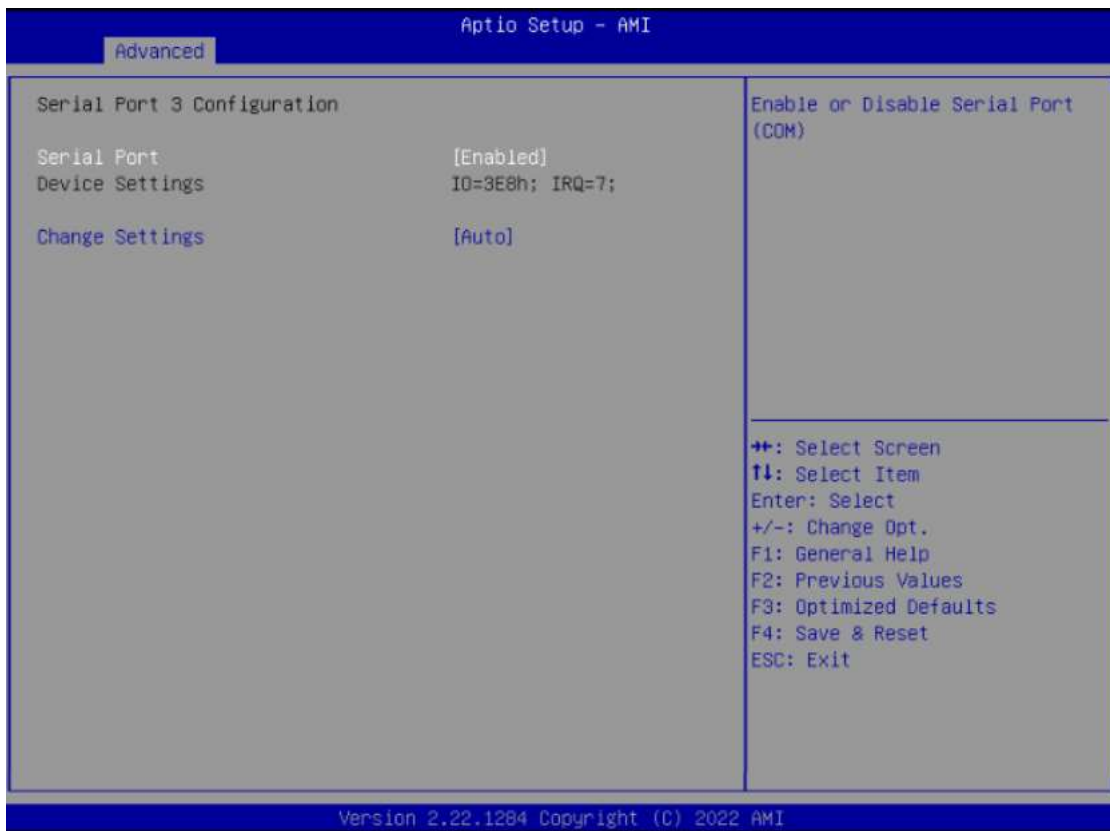 Aptio Setup - AMI
Advanced
Serial Port 3 Configuration
Serial Port [Enabled]
Device Settings IO=3E8h; IRQ=7;
Change Settings [Auto]
Enable or Disable Serial Port
(COM)
→←: Select Screen
↑↓: Select Item
Enter: Select
+/-: Change Opt.
F1: General Help
F2: Previous Values
F3: Optimized Defaults
F4: Save & Reset
ESC: Exit
Version 2.22.1284 Copyright (C) 2022 AMI